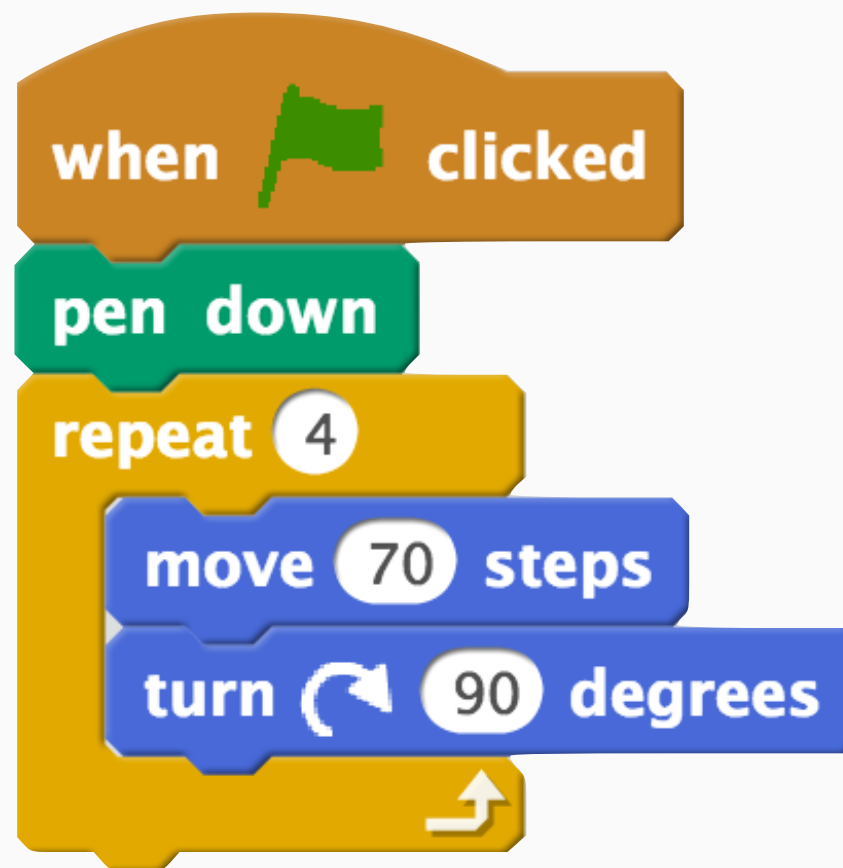 when clicked
pen down
repeat 4
move 70 steps
turn 90 degrees